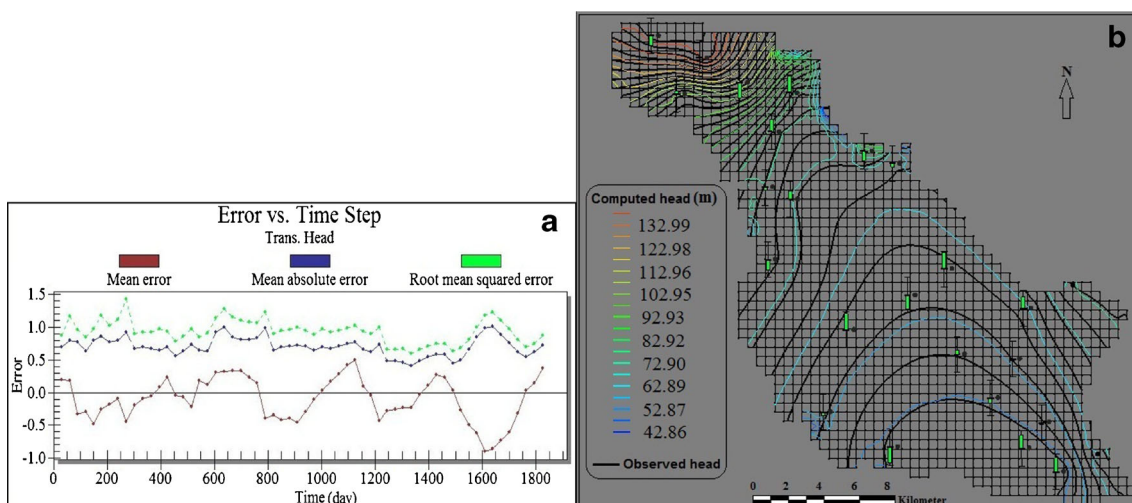 a
Error vs. Time Step
Trans. Head
Mean error
Mean absolute error
Root mean squared error
1.5
1.0
0.5
0.0
-0.5
-1.0
Error
0 200 400 600 800 1000 1200 1400 1600 1800
Time (day)
b
N
Computed head (m)
132.99
122.98
112.96
102.95
92.93
82.92
72.90
62.89
52.87
42.86
Observed head
0 2 4 6 8
Kilometer